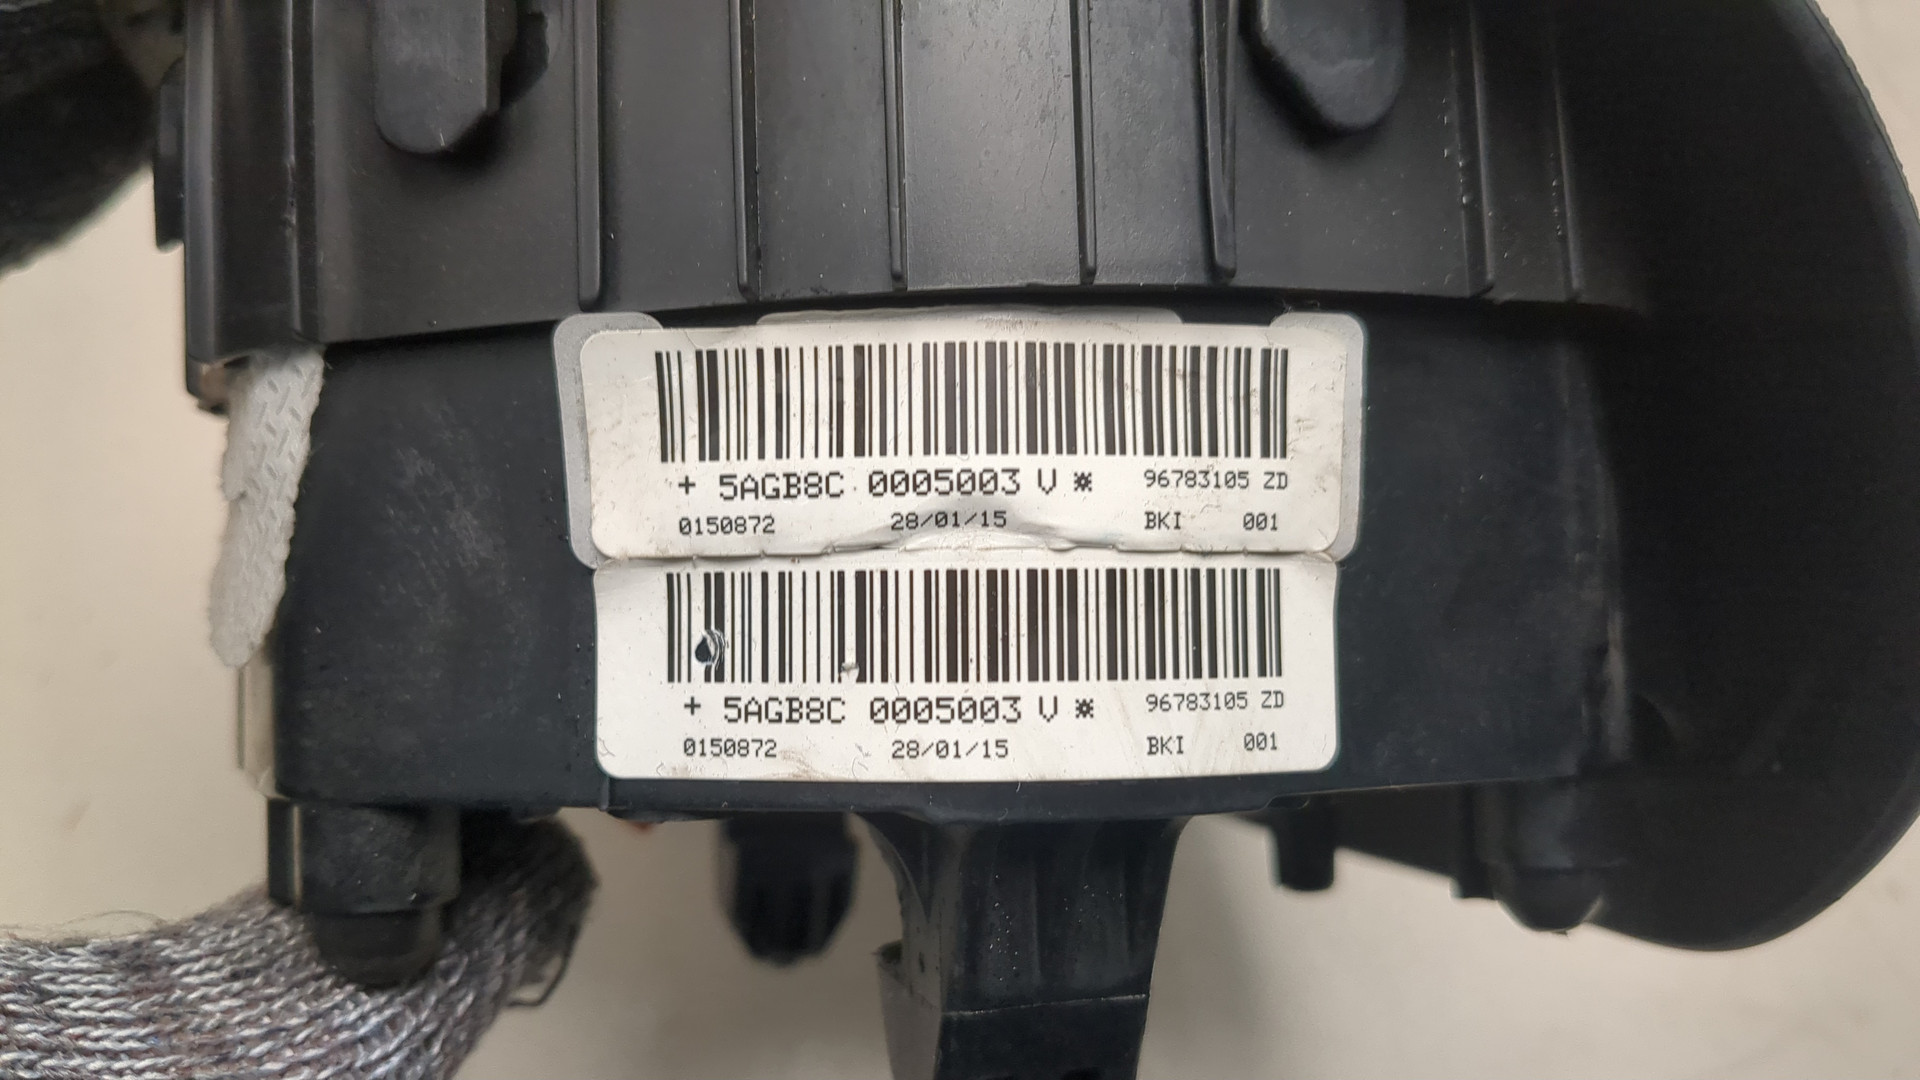 + 5AGB8C 0005003 V ⋇ 96783105 ZD
0150872 28/01/15 BKI 001
+ 5AGB8C 0005003 V ⋇ 96783105 ZD
0150872 28/01/15 BKI 001